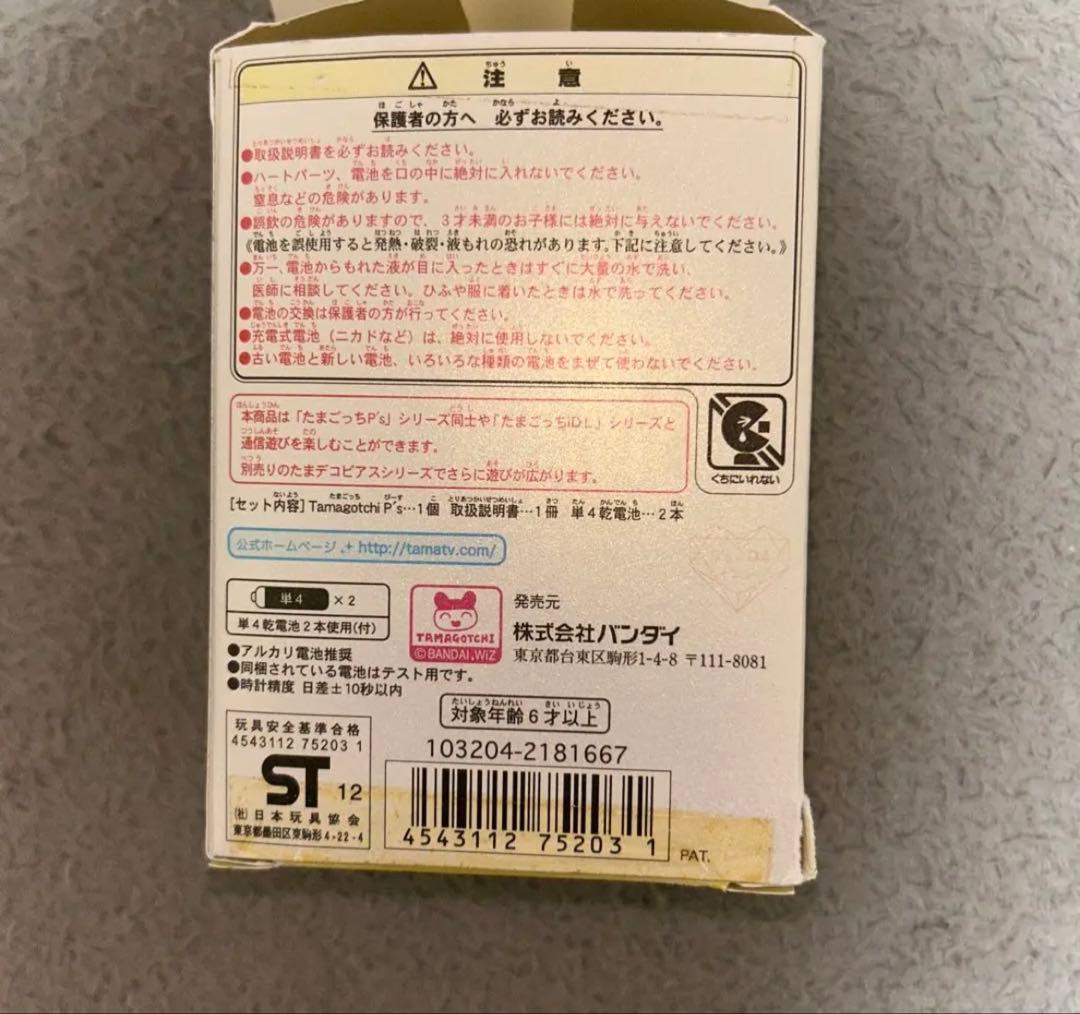 ⚠ 注意
保護者の方へ 必ずお読みください。
●取扱説明書を必ずお読みください。
●ハートパーツ、電池を口の中に絶対に入れないでください。
窒息などの危険があります。
●誤飲の危険がありますので、3才未満のお子様には絶対に与えないでください。
《電池を誤使用すると発熱・破裂・液もれの恐れがあります。下記に注意してください。》
●万一、電池からもれた液が目に入ったときはすぐに大量の水で洗い、
医師に相談してください。ひふや服に着いたときは水で洗ってください。
●電池の交換は保護者の方が行ってください。
●充電式電池（ニカドなど）は、絶対に使用しないでください。
●古い電池と新しい電池、いろいろな種類の電池をまぜて使わないでください。
本商品は「たまごっちP's」シリーズ同士や「たまごっちiD L」シリーズと
通信遊びを楽しむことができます。
別売りのたまデコピアスシリーズでさらに遊びが広がります。
くちにいれない
[セット内容] Tamagotchi P's…1個 取扱説明書…1冊 単4乾電池…2本
公式ホームページ http://tamatv.com/
単4 ×2
単4乾電池2本使用(付)
●アルカリ電池推奨
●同梱されている電池はテスト用です。
●時計精度 日差±10秒以内
TAMAGOTCHI
©BANDAI,WiZ
発売元
株式会社バンダイ
東京都台東区駒形1-4-8 〒111-8081
対象年齢6才以上
玩具安全基準合格
4543112 75203 1
ST 12
(社)日本玩具協会
東京都墨田区東駒形4-22-4
103204-2181667
4543112 75203 1
PAT.